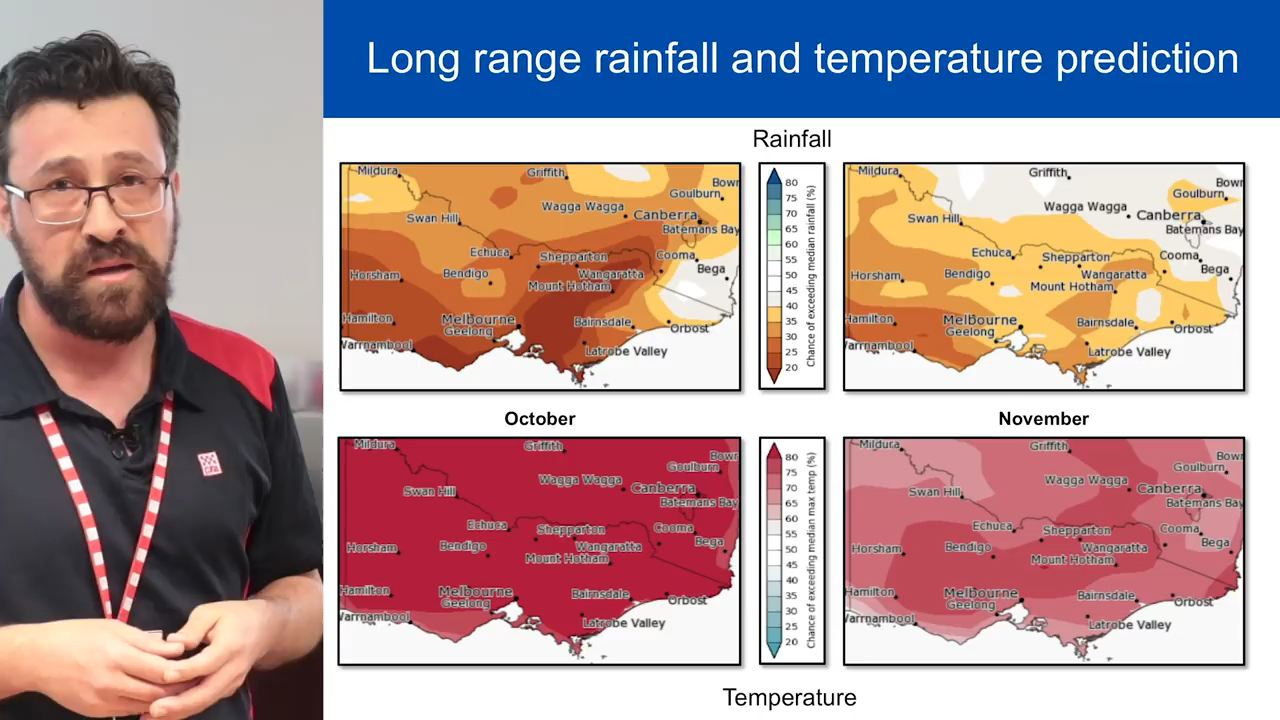 Long range rainfall and temperature prediction
Rainfall
Mildura
Griffith
Bowr
Goulburn
Wagga Wagga
Canberra
Swan Hill
Batemans Bay
Echuca
Shepparton
Cooma
Horsham
Bendigo
Wangaratta
Bega
Mount Hotham
Hamilton
Melbourne
Bairnsdale
Orbost
Geelong
Warrnambool
Latrobe Valley
80
75
70
65
60
55
50
45
40
35
30
25
20
Chance of exceeding median rainfall (%)
Mildura
Griffith
Bowr
Goulburn
Wagga Wagga
Canberra
Swan Hill
Batemans Bay
Echuca
Shepparton
Cooma
Horsham
Bendigo
Wangaratta
Bega
Mount Hotham
Hamilton
Melbourne
Bairnsdale
Orbost
Geelong
Warrnambool
Latrobe Valley
October
November
Mildura
Griffith
Bowr
Goulburn
Wagga Wagga
Canberra
Swan Hill
Batemans Bay
Echuca
Shepparton
Cooma
Horsham
Bendigo
Wangaratta
Bega
Mount Hotham
Hamilton
Melbourne
Bairnsdale
Orbost
Geelong
Warrnambool
Latrobe Valley
80
75
70
65
60
55
50
45
40
35
30
25
20
Chance of exceeding median max temp (%)
Mildura
Griffith
Bowr
Goulburn
Wagga Wagga
Canberra
Swan Hill
Batemans Bay
Echuca
Shepparton
Cooma
Horsham
Bendigo
Wangaratta
Bega
Mount Hotham
Hamilton
Melbourne
Bairnsdale
Orbost
Geelong
Warrnambool
Latrobe Valley
Temperature
CFA